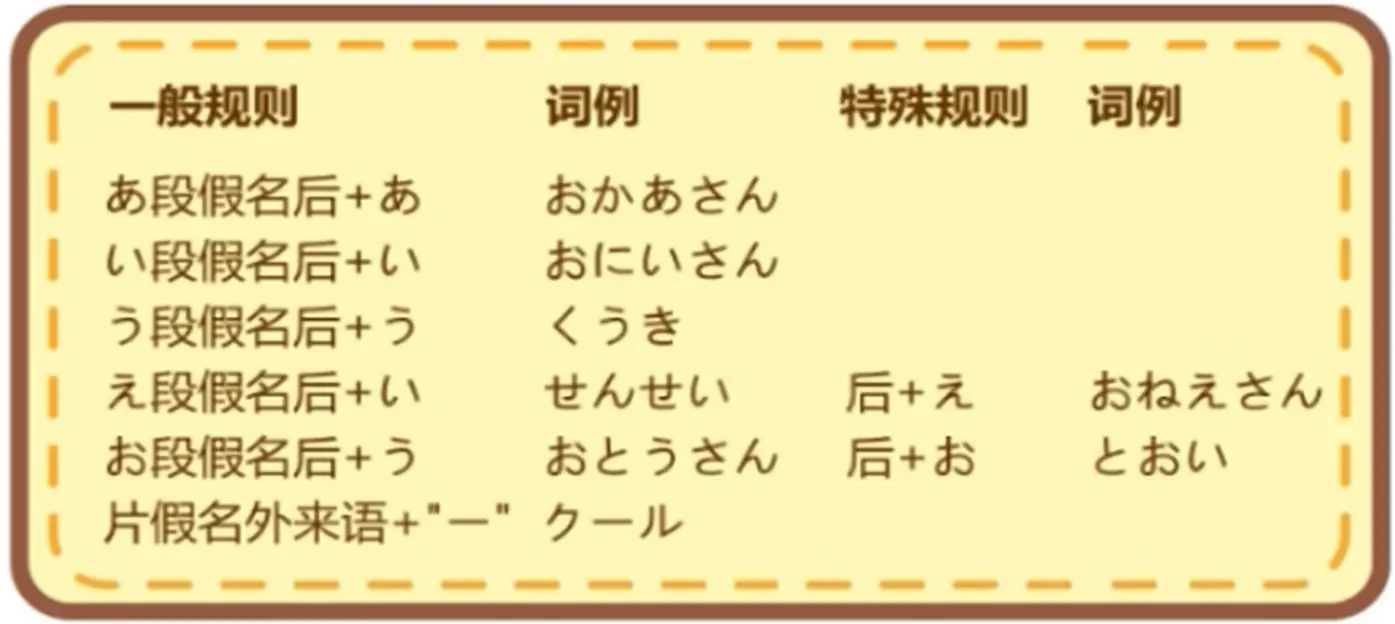 一般规则 词例 特殊规则 词例
あ段假名后+あ おかあさん
い段假名后+い おにいさん
う段假名后+う くうき
え段假名后+い せんせい 后+え おねえさん
お段假名后+う おとうさん 后+お とおい
片假名外来语+"ー" クール